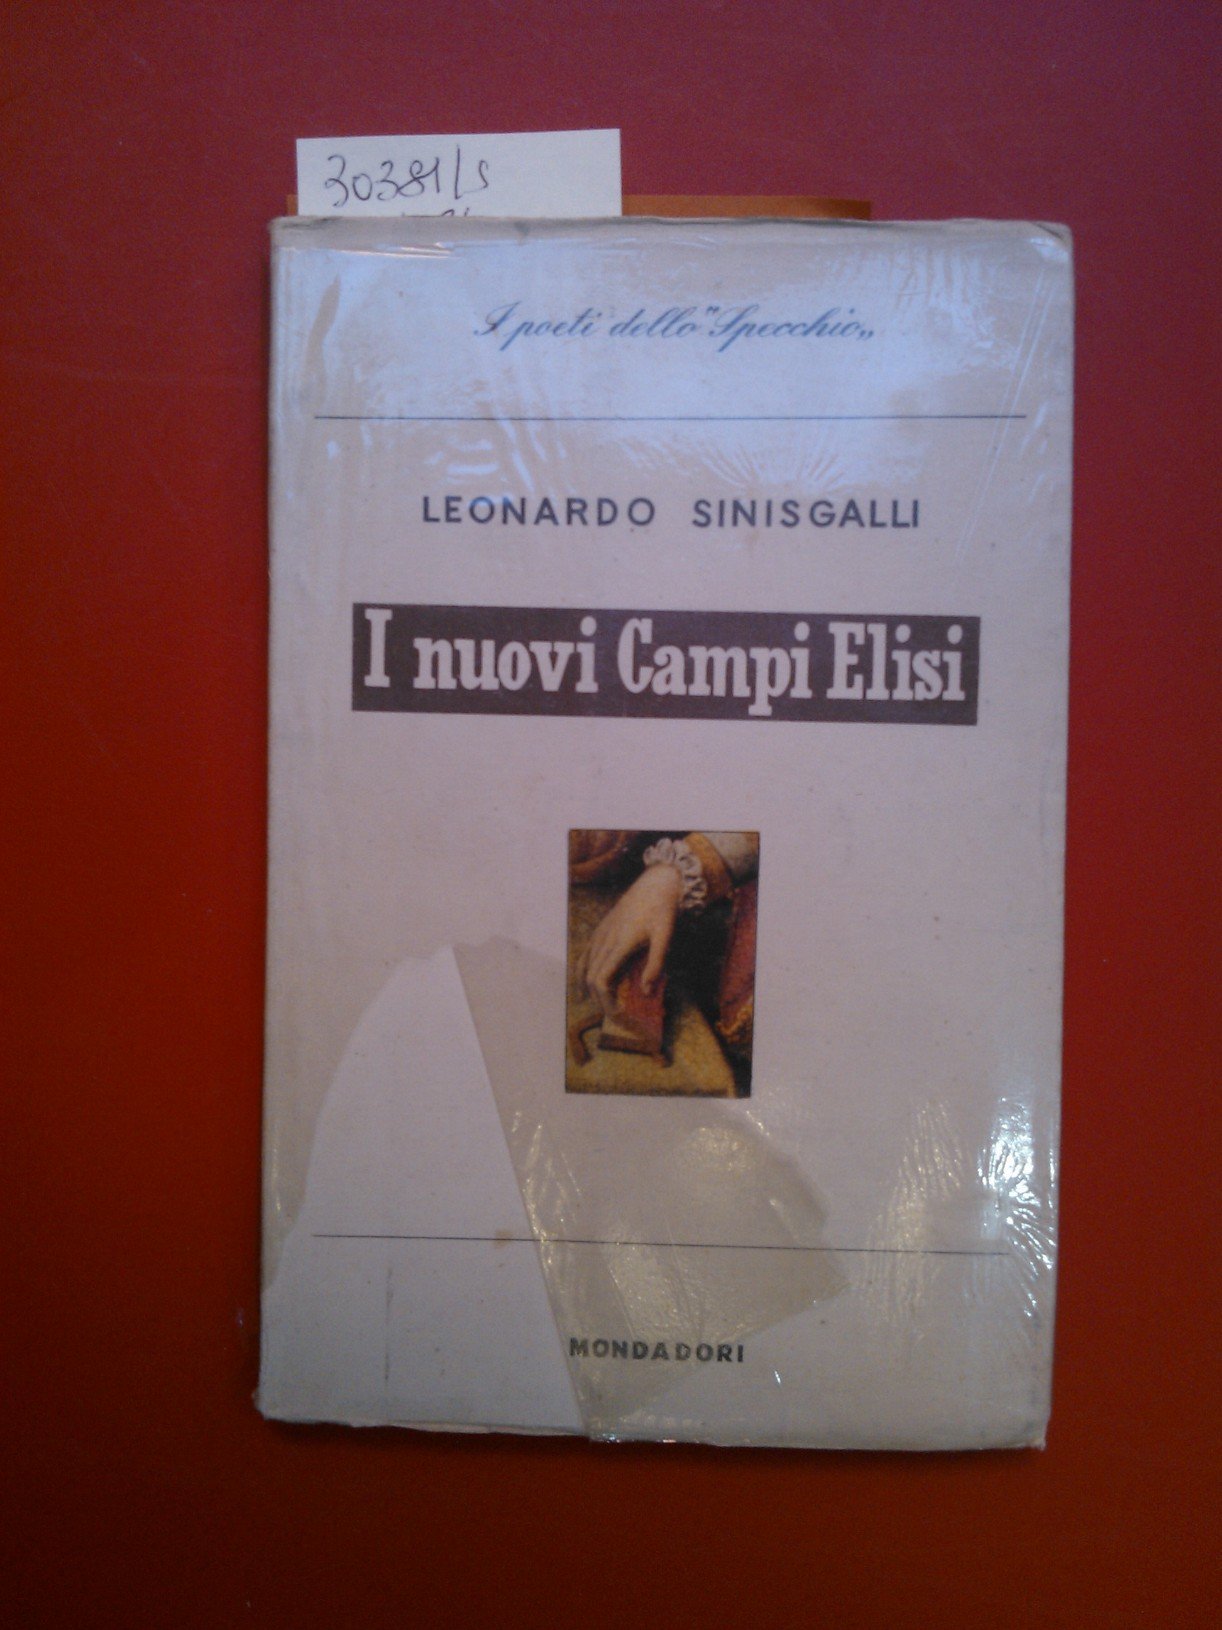 30381/s
I poeti dello "Specchio„
LEONARDO SINISGALLI
I nuovi Campi Elisi
MONDADORI